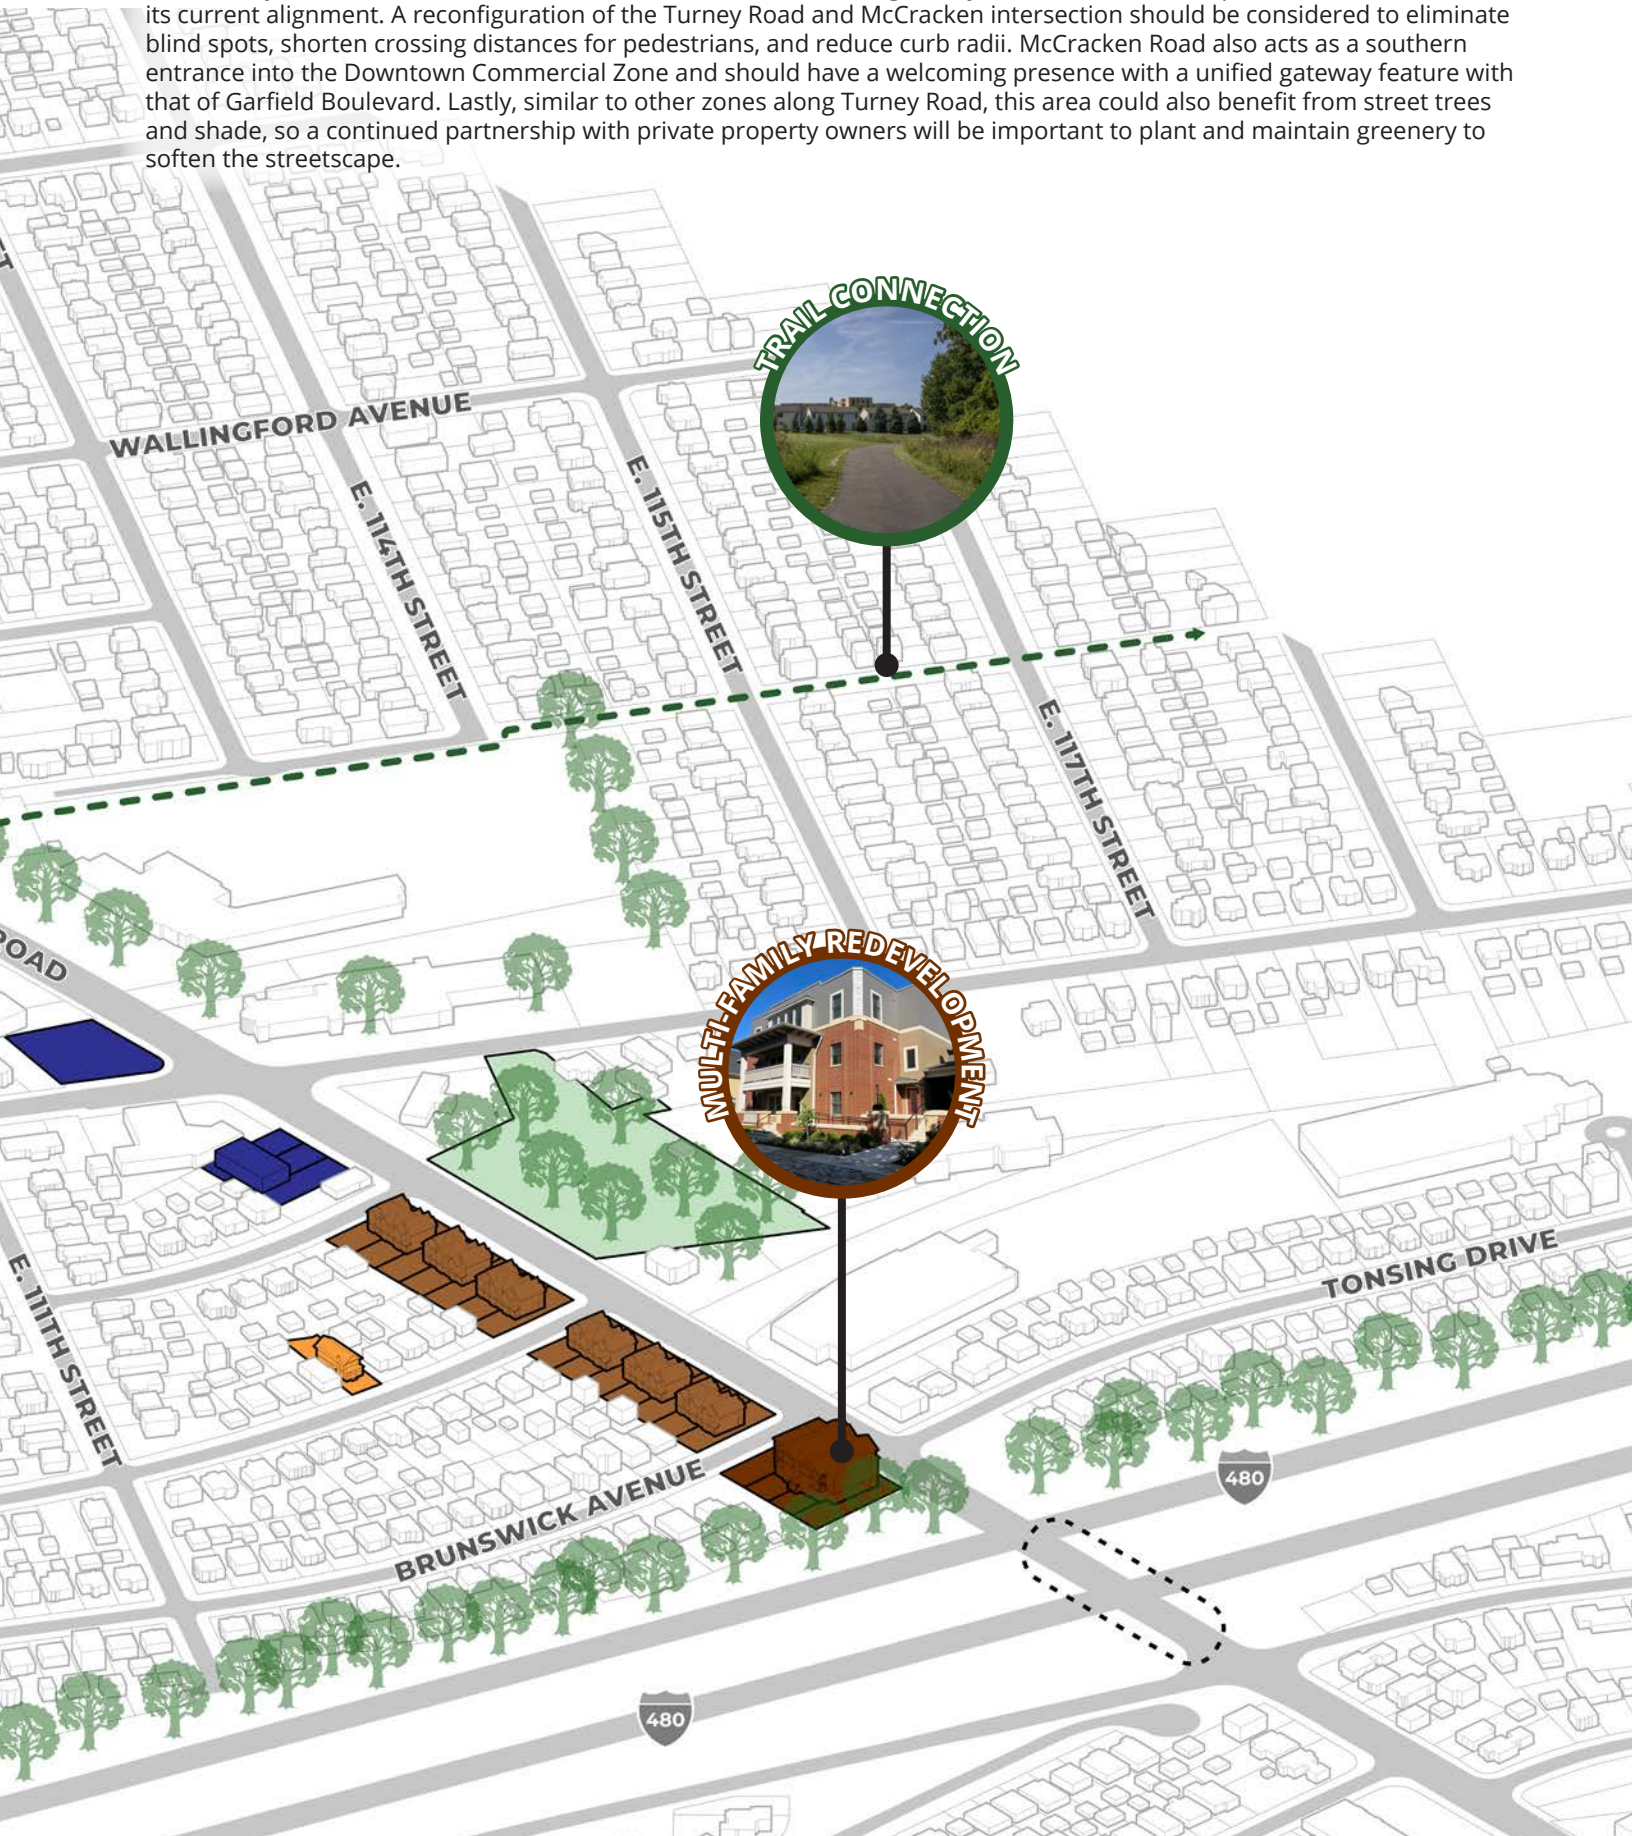 its current alignment. A reconfiguration of the Turney Road and McCracken intersection should be considered to eliminate
blind spots, shorten crossing distances for pedestrians, and reduce curb radii. McCracken Road also acts as a southern
entrance into the Downtown Commercial Zone and should have a welcoming presence with a unified gateway feature with
that of Garfield Boulevard. Lastly, similar to other zones along Turney Road, this area could also benefit from street trees
and shade, so a continued partnership with private property owners will be important to plant and maintain greenery to
soften the streetscape.
TRAIL CONNECTION
WALLINGFORD AVENUE
E. 114TH STREET
E. 115TH STREET
E. 117TH STREET
ROAD
MULTI-FAMILY REDEVELOPMENT
TONSING DRIVE
E. 111TH STREET
BRUNSWICK AVENUE
480
480